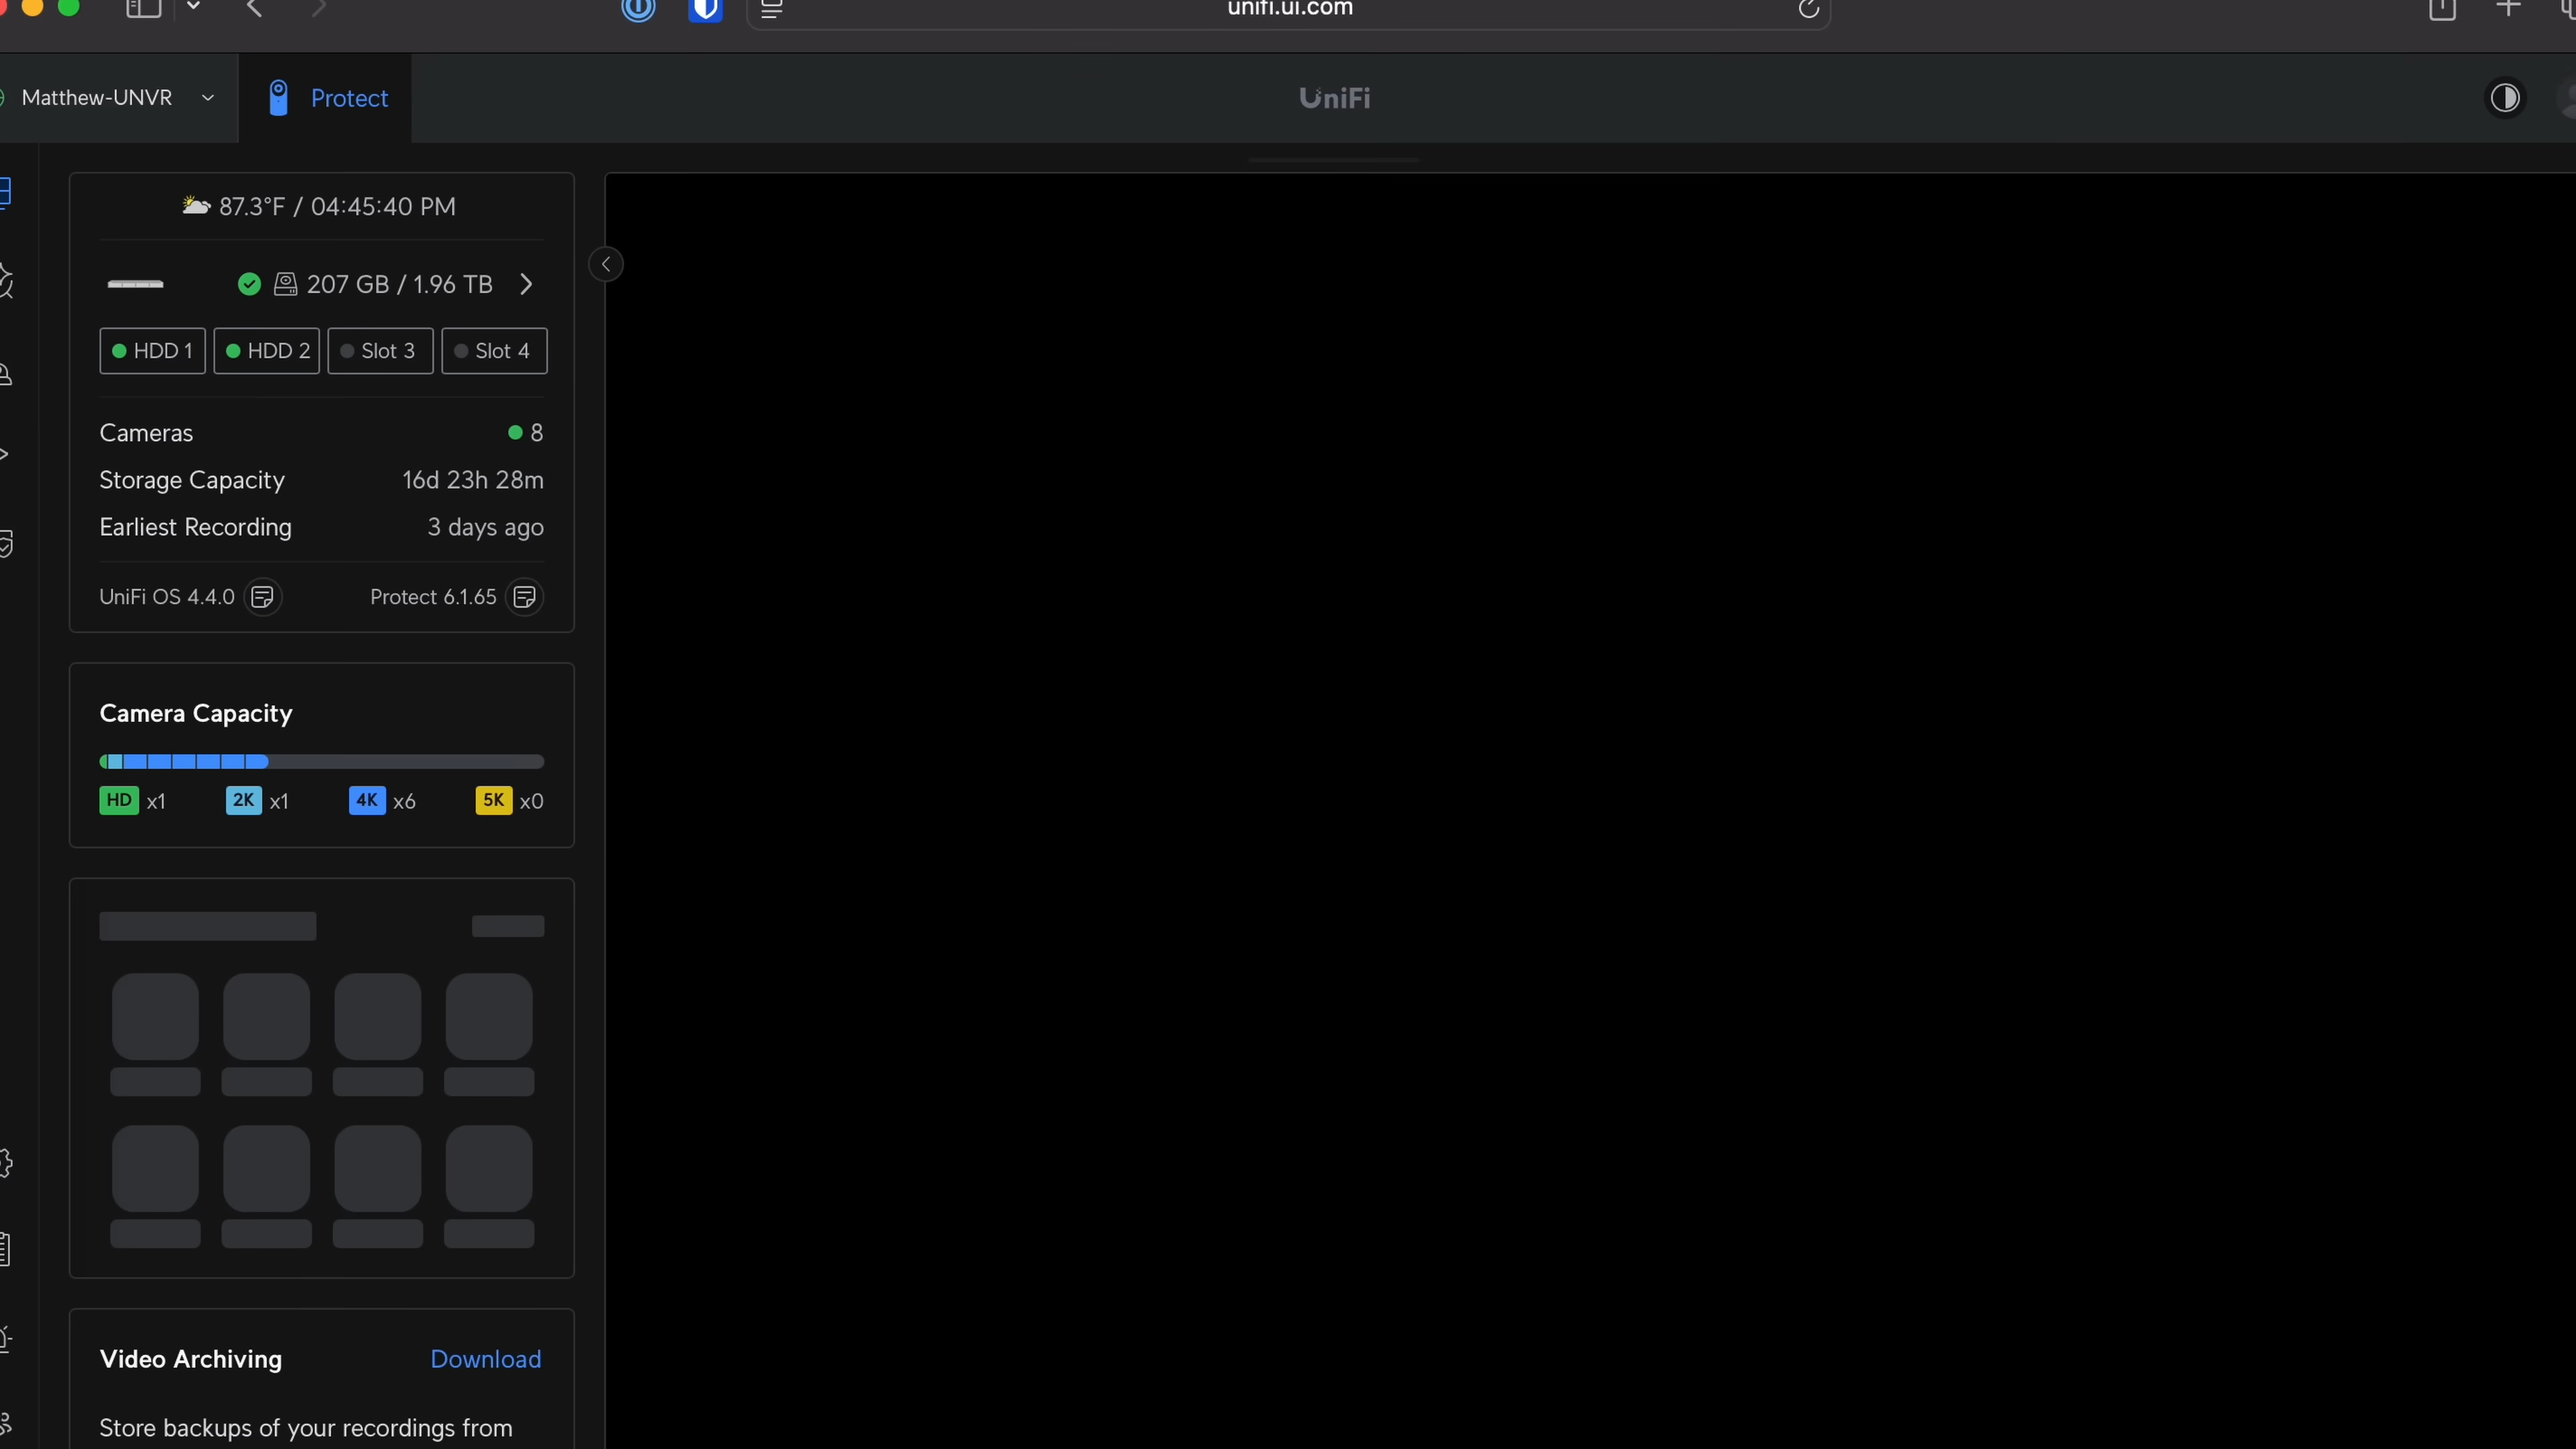 unifi.ui.com
Matthew-UNVR
Protect
UniFi
87.3°F / 04:45:40 PM
207 GB / 1.96 TB
HDD 1
HDD 2
Slot 3
Slot 4
Cameras
8
Storage Capacity
16d 23h 28m
Earliest Recording
3 days ago
UniFi OS 4.4.0
Protect 6.1.65
Camera Capacity
HD x1
2K x1
4K x6
5K x0
Video Archiving
Download
Store backups of your recordings from